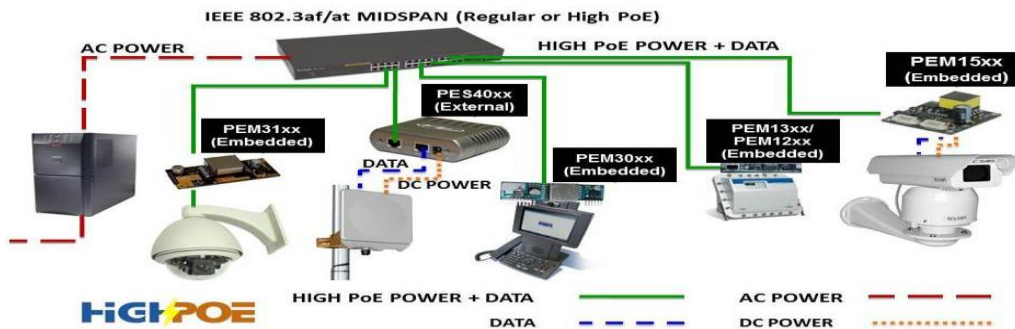 IEEE 802.3af/at MIDSPAN (Regular or High PoE)
AC POWER
HIGH PoE POWER + DATA
PEM15xx
(Embedded)
PES40xx
(External)
PEM31xx
(Embedded)
PEM13xx/
PEM12xx
(Embedded)
DATA
PEM30xx
(Embedded)
DC POWER
HIGHPOE
HIGH PoE POWER + DATA
AC POWER
DATA
DC POWER